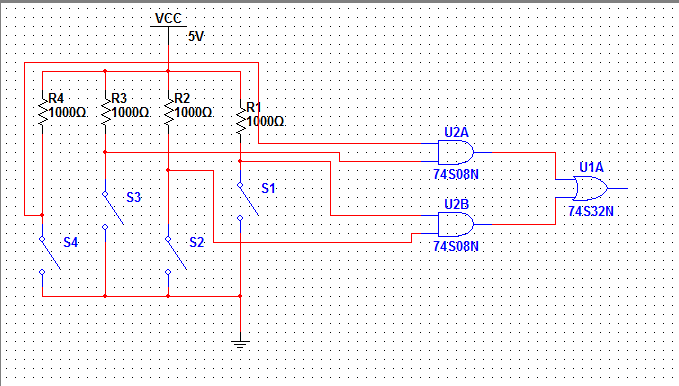 VCC
5V
R4
1000Ω
R3
1000Ω
R2
1000Ω
R1
1000Ω
U2A
74S08N
U1A
74S32N
S1
S3
U2B
74S08N
S4
S2